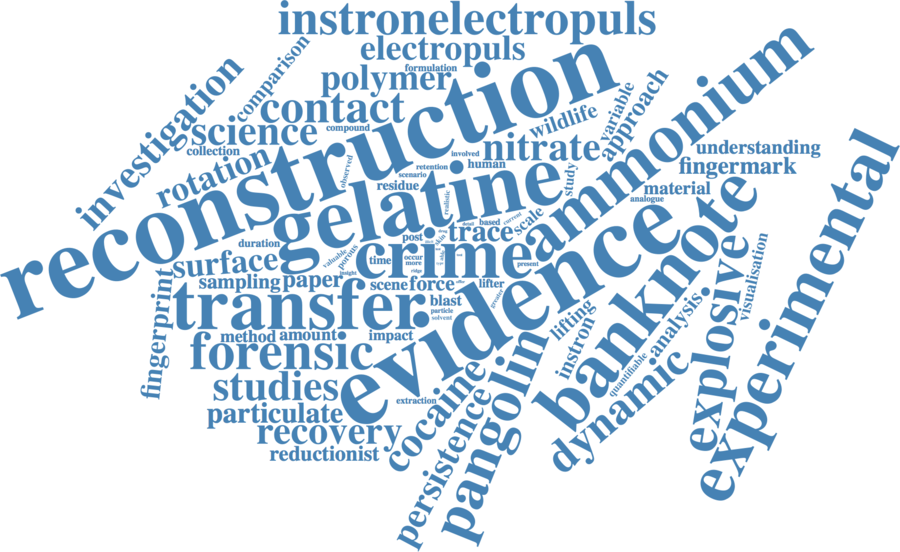 instronelectropuls
electropuls
formulation
comparison
polymer
investigation
contact
reconstruction
science
compound
collection
rotation
observed
wildlife
variable
approach
nitrate
ammonium
involved
human
retention
scenario
residue
realistic
study
understanding
fingermark
material
analogue
gelatine
detail
based
current
scale
trace
post
skin
duration
valuable
porous
crime
surface
time
occur
more
ridge
present
insight
sampling
paper
scene
force
lifter
greater
evidence
banknote
experimental
explosive
visualisation
transfer
blast
particle
solvent
fingerprint
method
amount
impact
forensic
lifting
instron
analysis
quantifiable
dynamic
studies
extraction
cocaine
pangolin
particulate
recovery
persistence
reductionist